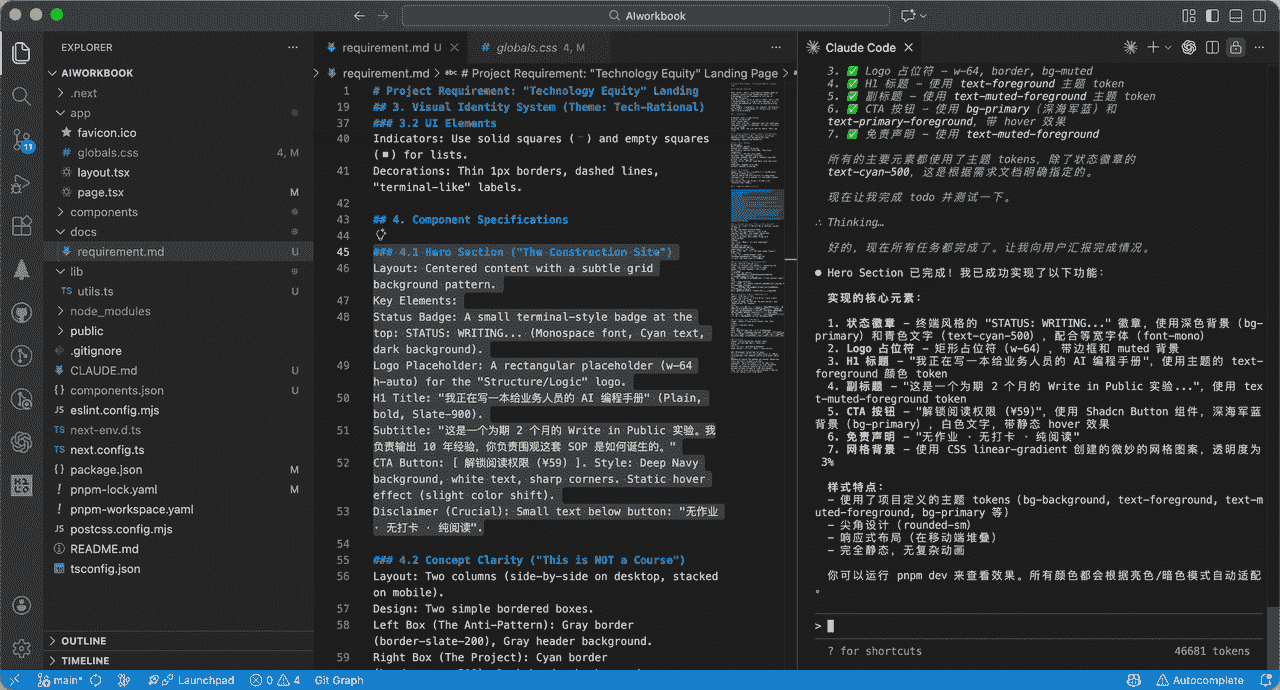 AIworkbook
EXPLORER
AIWORKBOOK
.next
app
favicon.ico
globals.css 4, M
layout.tsx
page.tsx M
components
docs
requirement.md U
lib
utils.ts U
node_modules
public
.gitignore
CLAUDE.md U
components.json U
eslint.config.mjs
next-env.d.ts
next.config.ts
package.json M
pnpm-lock.yaml M
pnpm-workspace.yaml
postcss.config.mjs
README.md
tsconfig.json
OUTLINE
TIMELINE
11
requirement.md U
globals.css 4, M
requirement.md > # Project Requirement: "Technology Equity" Landing Page >
1 # Project Requirement: "Technology Equity" Landing
19 ## 3. Visual Identity System (Theme: Tech-Rational)
37 ### 3.2 UI Elements
40 Indicators: Use solid squares ( ) and empty squares
(▪) for lists.
41 Decorations: Thin 1px borders, dashed lines,
"terminal-like" labels.
42
43 ## 4. Component Specifications
44
45 ### 4.1 Hero Section ("The Construction Site")
46 Layout: Centered content with a subtle grid
background pattern.
47 Key Elements:
48 Status Badge: A small terminal-style badge at the
top: STATUS: WRITING... (Monospace font, Cyan text,
dark background).
49 Logo Placeholder: A rectangular placeholder (w-64
h-auto) for the "Structure/Logic" logo.
50 H1 Title: "我正在写一本给业务人员的 AI 编程手册" (Plain,
bold, Slate-900).
51 Subtitle: "这是一个为期 2 个月的 Write in Public 实验。我
负责输出 10 年经验，你负责围观这套 SOP 是如何诞生的。"
52 CTA Button: [ 解锁阅读权限 (¥59) ]. Style: Deep Navy
background, white text, sharp corners. Static hover
effect (slight color shift).
53 Disclaimer (Crucial): Small text below button: "无作业
· 无打卡 · 纯阅读".
54
55 ### 4.2 Concept Clarity ("This is NOT a Course")
56 Layout: Two columns (side-by-side on desktop, stacked
on mobile).
57 Design: Two simple bordered boxes.
58 Left Box (The Anti-Pattern): Gray border
(border-slate-200), Gray header background.
59 Right Box (The Project): Cyan border
Claude Code
3. ✅ Logo 占位符 - w-64, border, bg-muted
4. ✅ H1 标题 - 使用 text-foreground 主题 token
5. ✅ 副标题 - 使用 text-muted-foreground 主题 token
6. ✅ CTA 按钮 - 使用 bg-primary（深海军蓝）和
text-primary-foreground，带 hover 效果
7. ✅ 免责声明 - 使用 text-muted-foreground
所有的主要元素都使用了主题 tokens，除了状态徽章的
text-cyan-500，这是根据需求文档明确指定的。
现在让我完成 todo 并测试一下。
∴ Thinking…
好的，现在所有任务都完成了。让我向用户汇报完成情况。
● Hero Section 已完成！我已成功实现了以下功能：
实现的核心元素：
1. 状态徽章 - 终端风格的 "STATUS: WRITING..." 徽章，使用深色背景 (bg-
primary) 和青色文字 (text-cyan-500)，配合等宽字体 (font-mono)
2. Logo 占位符 - 矩形占位符 (w-64)，带边框和 muted 背景
3. H1 标题 - "我正在写一本给业务人员的 AI 编程手册"，使用主题的 text-
foreground 颜色 token
4. 副标题 - "这是一个为期 2 个月的 Write in Public 实验..."，使用 tex
t-muted-foreground token
5. CTA 按钮 - "解锁阅读权限 (¥59)"，使用 Shadcn Button 组件，深海军蓝
背景 (bg-primary)，白色文字，带静态 hover 效果
6. 免责声明 - "无作业 · 无打卡 · 纯阅读"
7. 网格背景 - 使用 CSS linear-gradient 创建的微妙的网格图案，透明度为
3%
样式特点：
- 使用了项目定义的主题 tokens (bg-background, text-foreground, text-m
uted-foreground, bg-primary 等)
- 尖角设计 (rounded-sm)
- 响应式布局（在移动端堆叠）
- 完全静态，无复杂动画
你可以运行 pnpm dev 来查看效果。所有颜色都会根据亮色/暗色模式自动适配
。
>
? for shortcuts 46681 tokens
main* Launchpad 0 4 Git Graph Autocomplete